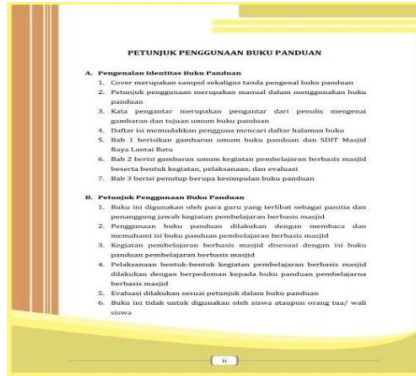 PETUNJUK PENGGUNAAN BUKU PANDUAN
A. Pengenalan Identitas Buku Panduan
1. Cover merupakan sampul sekaligus tanda pengenal buku panduan
2. Petunjuk penggunaan merupakan manual dalam menggunakan buku
panduan
3. Kata pengantar merupakan pengantar dari penulis mengenai
gambaran dan tujuan umum buku panduan
4. Daftar isi memudahkan pengguna mencari daftar halaman buku
5. Bab 1 berisikan gambaran umum buku panduan dan SDIT Masjid
Raya Lantai Batu
6. Bab 2 berisi gambaran umum kegiatan pembelajaran berbasis masjid
beserta bentuk kegiatan, pelaksanaan, dan evaluasi
7. Bab 3 berisi penutup berupa kesimpulan buku panduan
B. Petunjuk Penggunaan Buku Panduan
1. Buku ini digunakan oleh para guru yang terlibat sebagai panitia dan
penanggung jawab kegiatan pembelajaran berbasis masjid
2. Penggunaan buku panduan dilakukan dengan membaca dan
memahami isi buku panduan pembelajaran berbasis masjid
3. Kegiatan pembelajaran berbasis masjid disesuai dengan isi buku
panduan pembelajaran berbasis masjid
4. Pelaksanaan bentuk-bentuk kegiatan pembelajaran berbasis masjid
dilakukan dengan berpedoman kepada buku panduan pembelajarna
berbasis masjid
5. Evaluasi dilakukan sesuai petunjuk dalam buku panduan
6. Buku ini tidak untuk digunakan oleh siswa ataupun orang tua/ wali
siswa
ii